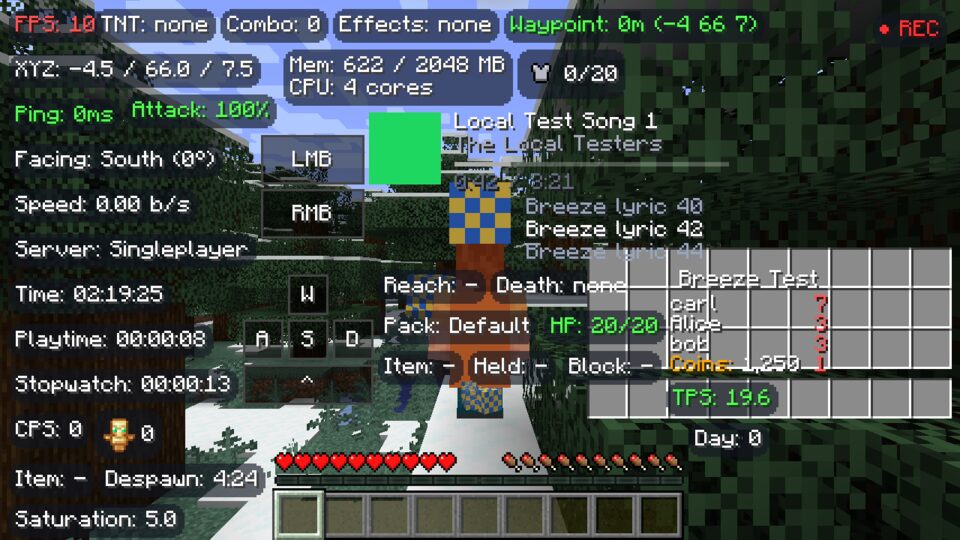 FPS: 10 TNT: none Combo: 0 Effects: none Waypoint: 0m (-4 66 7)
REC
XYZ: -4.5 / 66.0 / 7.5
Mem: 622 / 2048 MB
CPU: 4 cores
0/20
Ping: 0ms Attack: 100%
Local Test Song 1
The Local Testers
Facing: South (0°)
LMB
0:42 / 3:21
Speed: 0.00 b/s
RMB
Breeze lyric 40
Breeze lyric 42
Breeze lyric 44
Server: Singleplayer
Reach: - Death: none
Breeze Test
Time: 02:19:25
W
carl 7
Alice 3
Pack: Default HP: 20/20
bob 3
Playtime: 00:00:08
A S D
Item: - Held: - Block: -
Coins: 1,250 1
Stopwatch: 00:00:13
^
TPS: 19.6
CPS: 0
0
Day: 0
Item: - Despawn: 4:24
Saturation: 5.0